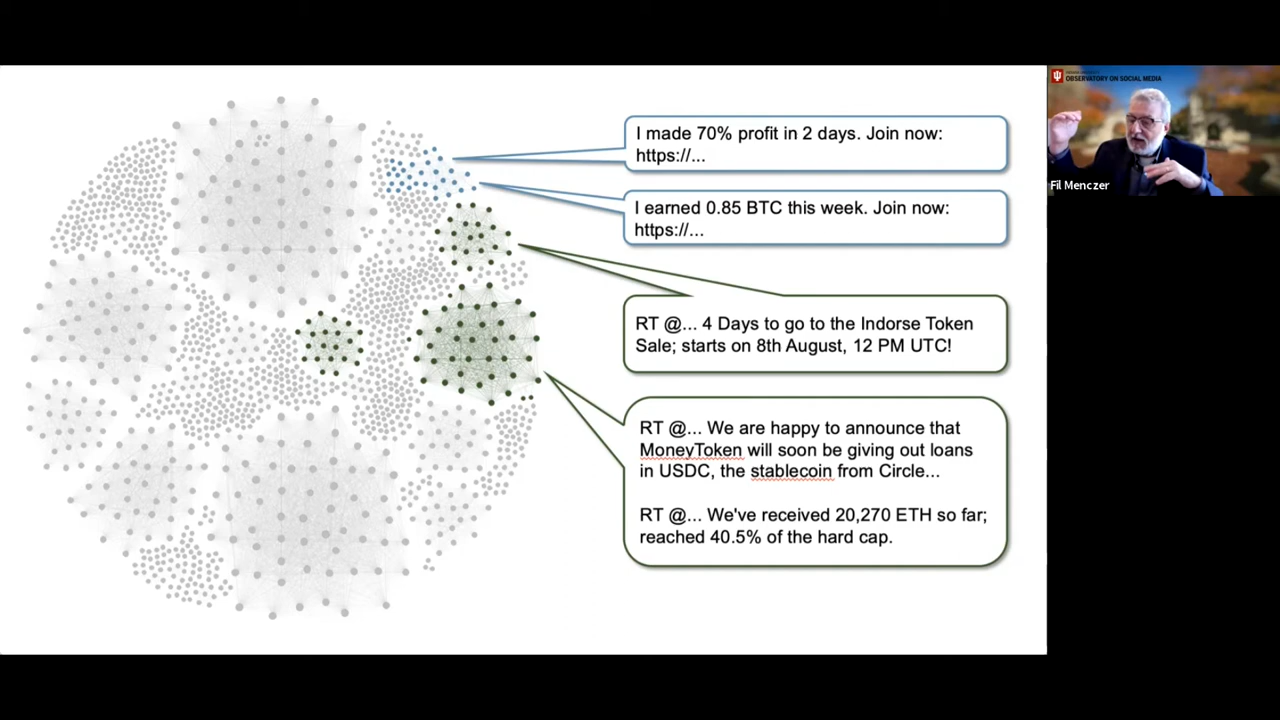 I made 70% profit in 2 days. Join now:
https://...
I earned 0.85 BTC this week. Join now:
https://...
RT @... 4 Days to go to the Indorse Token
Sale; starts on 8th August, 12 PM UTC!
RT @... We are happy to announce that
MoneyToken will soon be giving out loans
in USDC, the stablecoin from Circle...
RT @... We've received 20,270 ETH so far;
reached 40.5% of the hard cap.
OBSERVATORY ON SOCIAL MEDIA
Fil Menczer